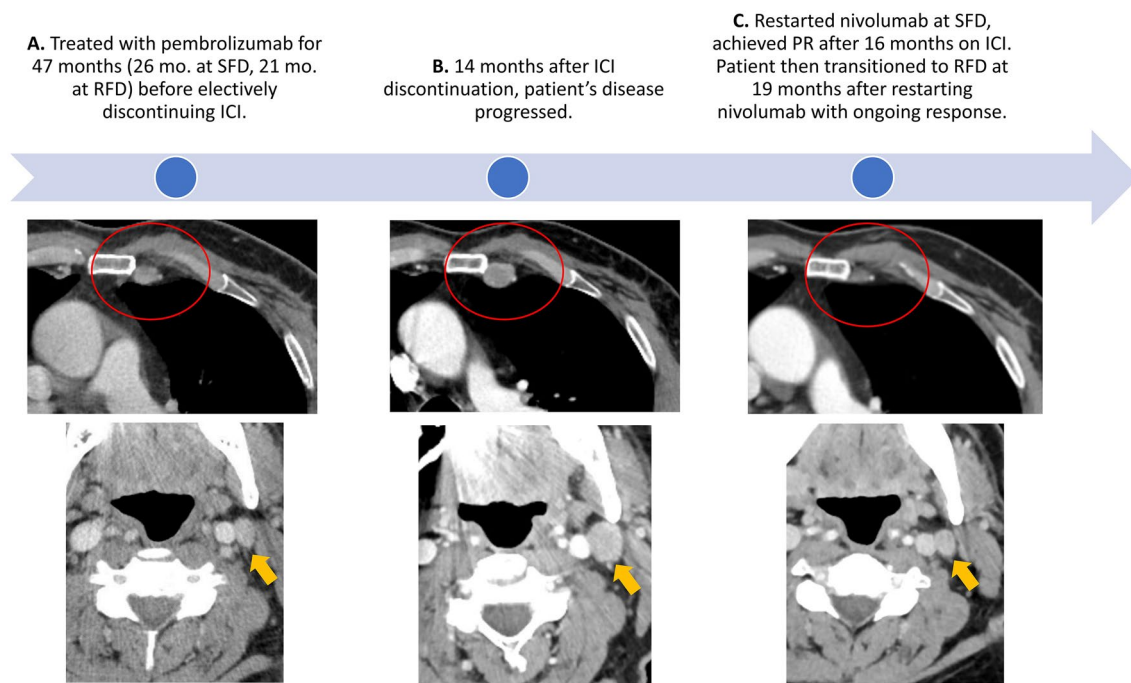 A. Treated with pembrolizumab for
47 months (26 mo. at SFD, 21 mo.
at RFD) before electively
discontinuing ICI.
B. 14 months after ICI
discontinuation, patient's disease
progressed.
C. Restarted nivolumab at SFD,
achieved PR after 16 months on ICI.
Patient then transitioned to RFD at
19 months after restarting
nivolumab with ongoing response.